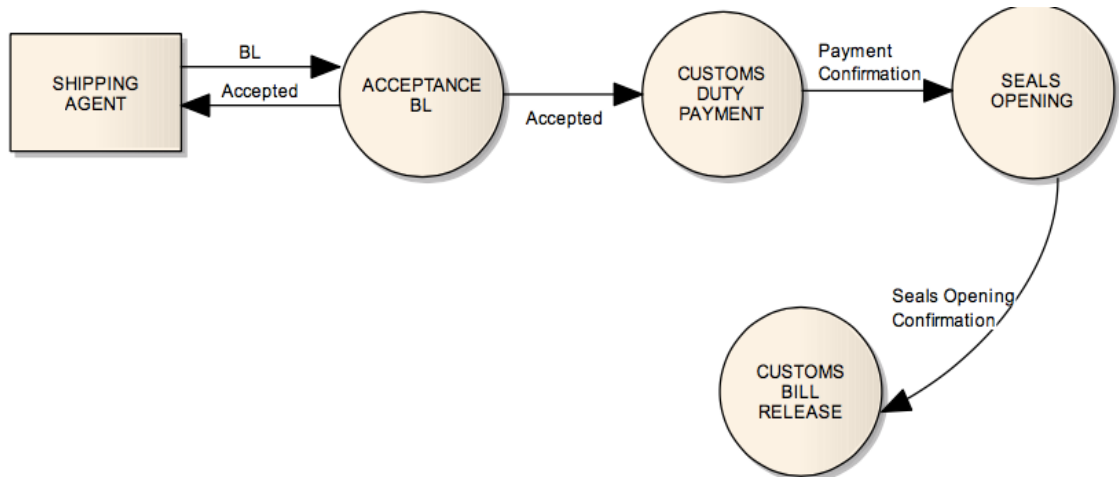 SHIPPING
AGENT
BL
Accepted
ACCEPTANCE
BL
Accepted
CUSTOMS
DUTY
PAYMENT
Payment
Confirmation
SEALS
OPENING
Seals Opening
Confirmation
CUSTOMS
BILL
RELEASE